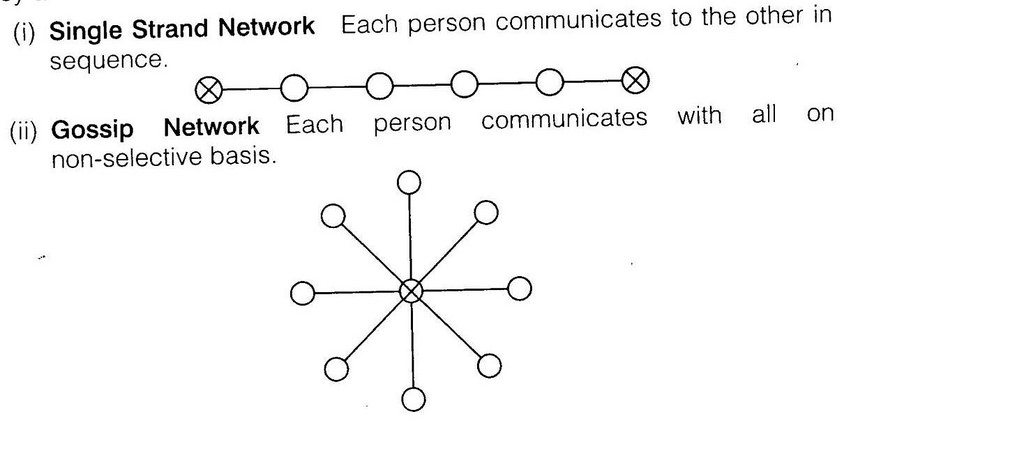 (i) Single Strand Network Each person communicates to the other in
sequence.
(ii) Gossip Network Each person communicates with all on
non-selective basis.